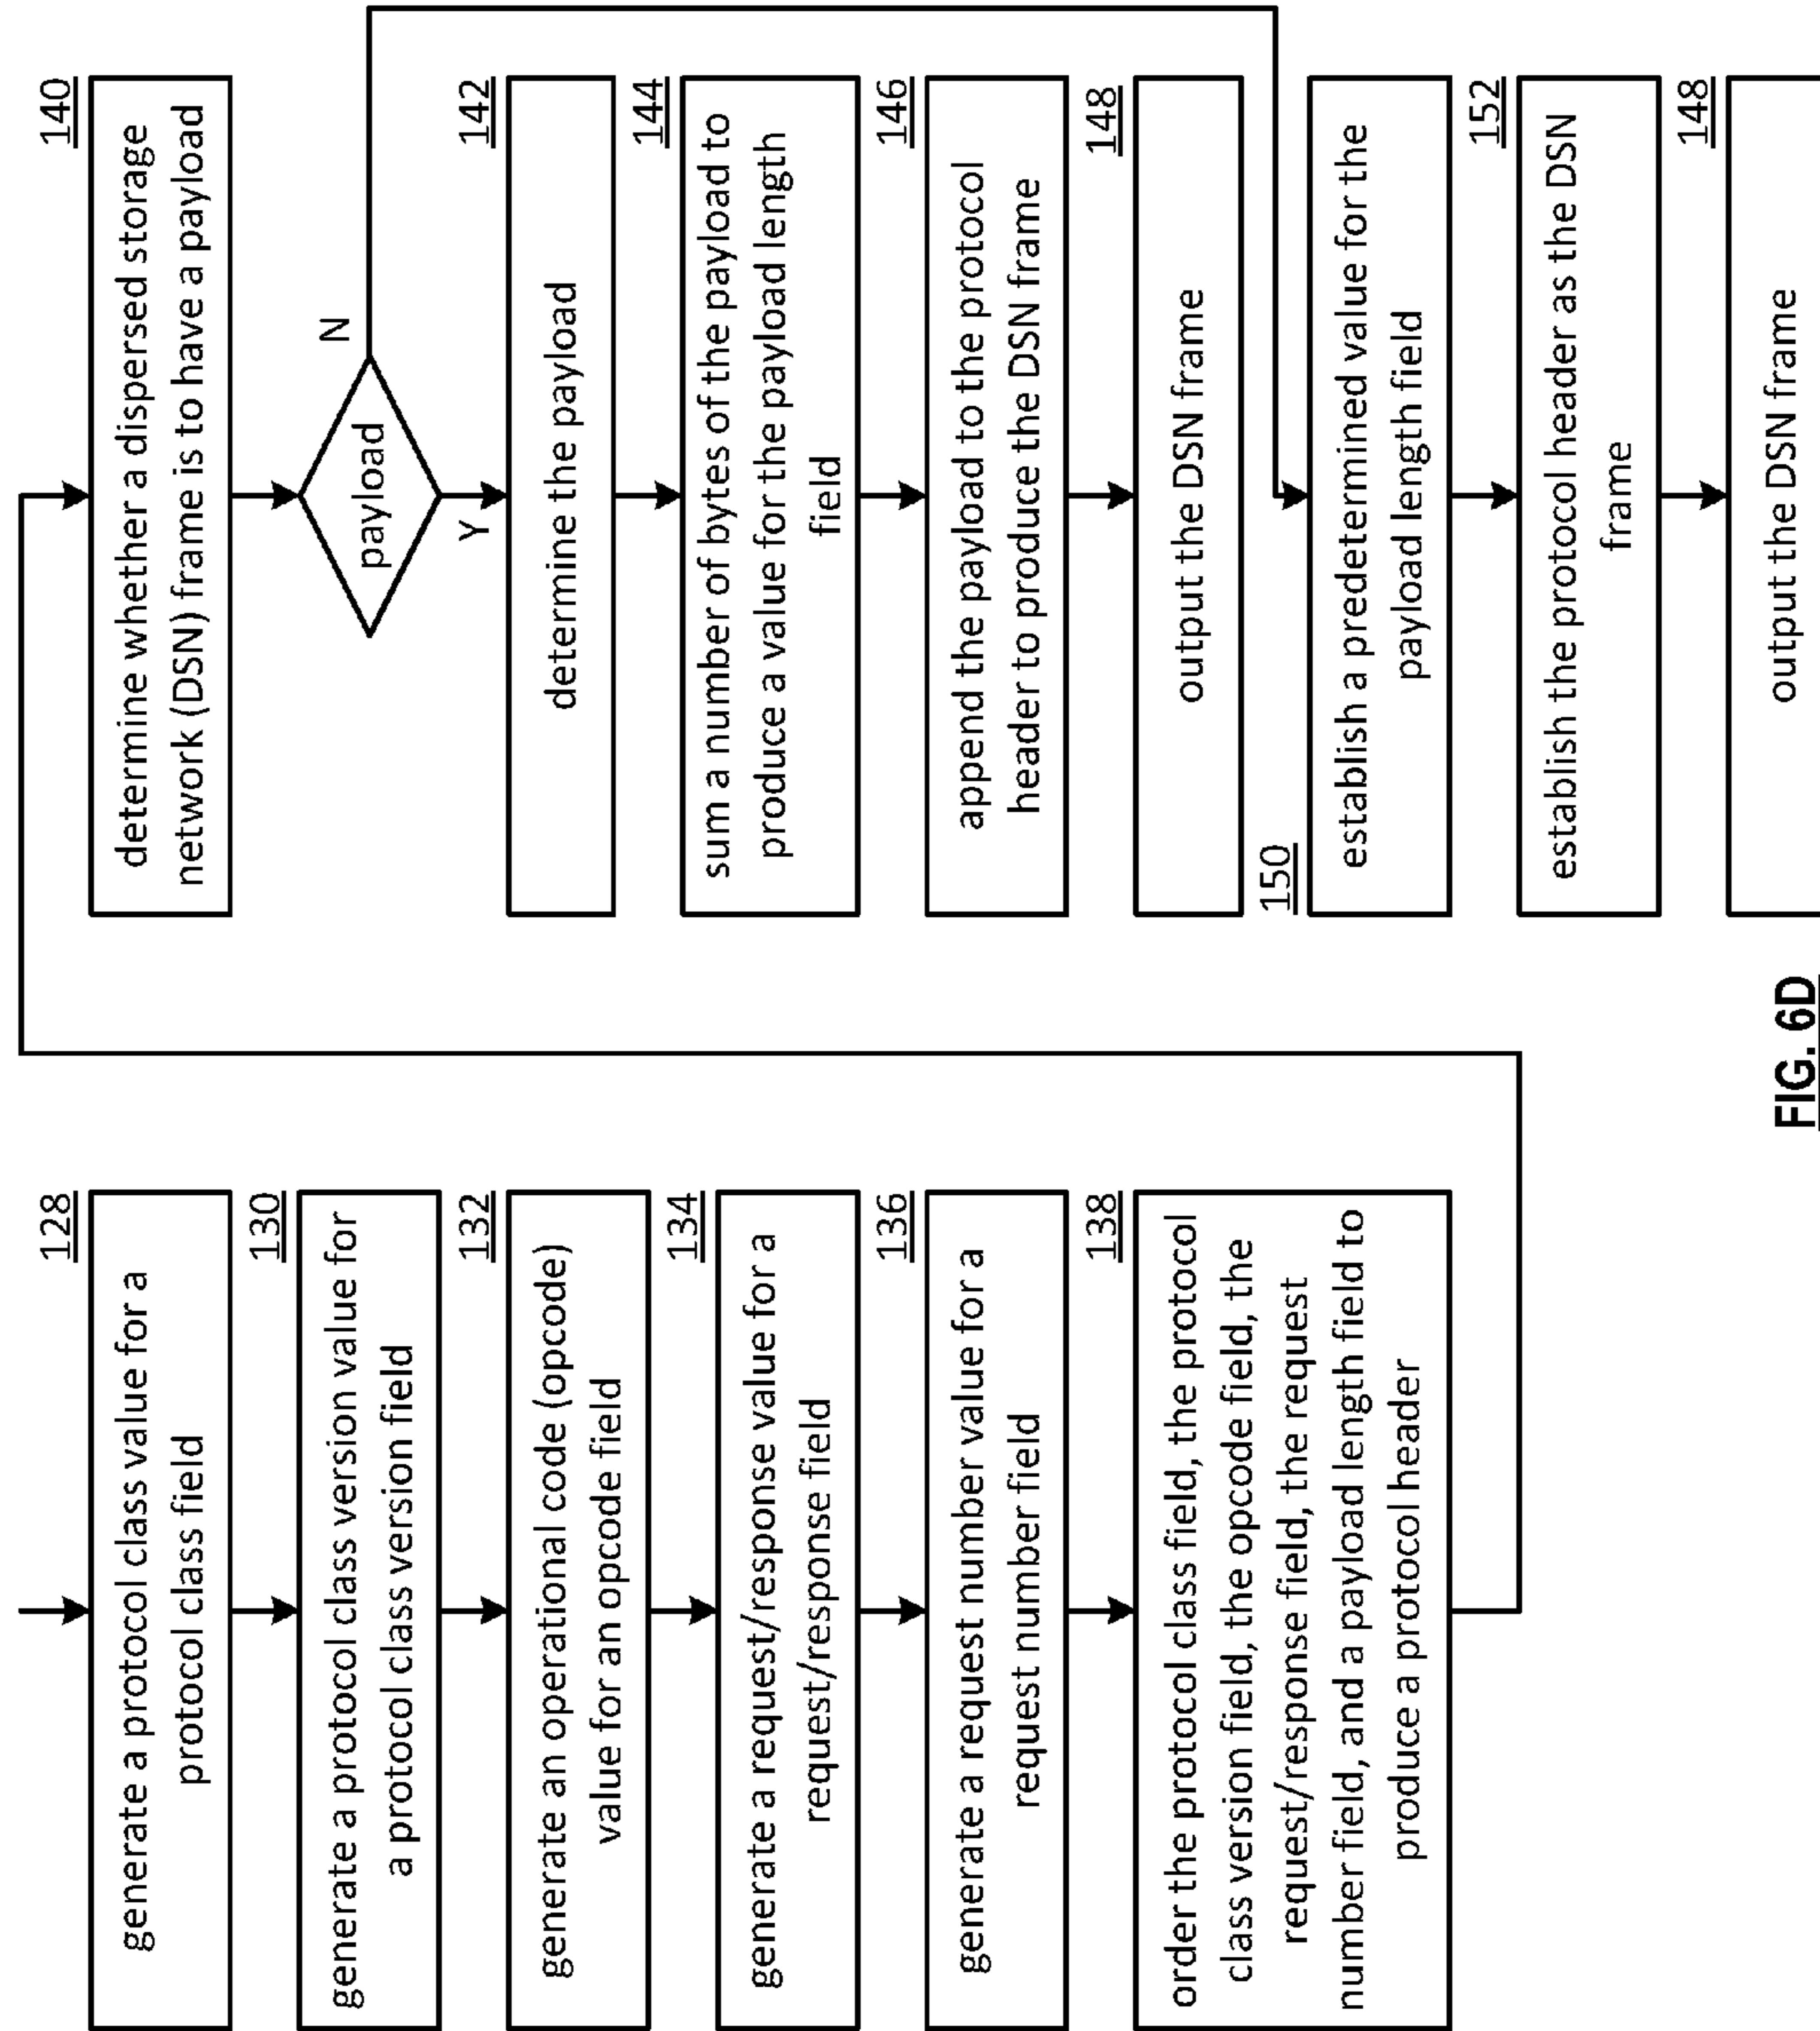 128
generate a protocol class value for a
protocol class field
130
generate a protocol class version value for
a protocol class version field
132
generate an operational code (opcode)
value for an opcode field
134
generate a request/response value for a
request/response field
136
generate a request number value for a
request number field
138
order the protocol class field, the protocol
class version field, the opcode field, the
request/response field, the request
number field, and a payload length field to
produce a protocol header
140
determine whether a dispersed storage
network (DSN) frame is to have a payload
payload
N
Y
142
determine the payload
144
sum a number of bytes of the payload to
produce a value for the payload length
field
146
append the payload to the protocol
header to produce the DSN frame
148
output the DSN frame
150
establish a predetermined value for the
payload length field
152
establish the protocol header as the DSN
frame
148
output the DSN frame
FIG. 6D